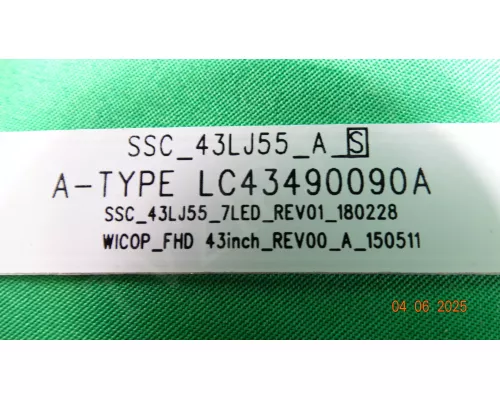 SSC_43LJ55_A_S
A-TYPE LC43490090A
SSC_43LJ55_7LED_REV01_180228
WICOP_FHD 43inch_REV00_A_150511
04 06 2025